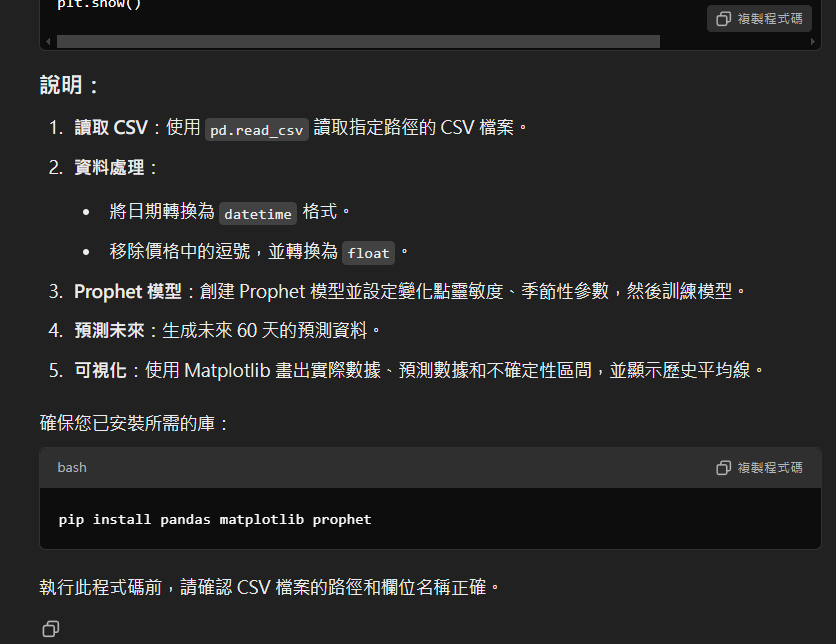 plt.show()
複製程式碼
說明：
1. 讀取 CSV：使用 pd.read_csv 讀取指定路徑的 CSV 檔案。
2. 資料處理：
• 將日期轉換為 datetime 格式。
• 移除價格中的逗號，並轉換為 float 。
3. Prophet 模型：創建 Prophet 模型並設定變化點靈敏度、季節性參數，然後訓練模型。
4. 預測未來：生成未來 60 天的預測資料。
5. 可視化：使用 Matplotlib 畫出實際數據、預測數據和不確定性區間，並顯示歷史平均線。
確保您已安裝所需的庫：
bash
複製程式碼
pip install pandas matplotlib prophet
執行此程式碼前，請確認 CSV 檔案的路徑和欄位名稱正確。